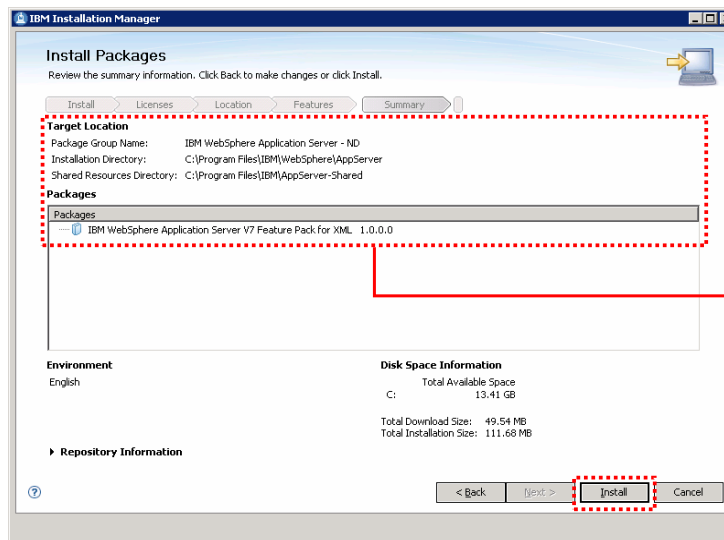 IBM Installation Manager
Install Packages
Review the summary information. Click Back to make changes or click Install.
Install Licenses Location Features Summary
Target Location
Package Group Name: IBM WebSphere Application Server - ND
Installation Directory: C:\Program Files\IBM\WebSphere\AppServer
Shared Resources Directory: C:\Program Files\IBM\AppServer-Shared
Packages
Packages
IBM WebSphere Application Server V7 Feature Pack for XML 1.0.0.0
Environment
English
Disk Space Information
Total Available Space
C: 13.41 GB
Total Download Size: 49.54 MB
Total Installation Size: 111.68 MB
Repository Information
? < Back Next > Install Cancel